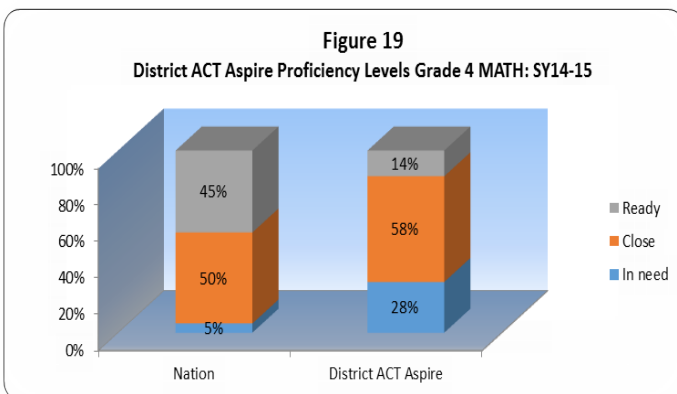 Figure 19
District ACT Aspire Proficiency Levels Grade 4 MATH: SY14-15
100%
80%
60%
40%
20%
0%
45%
50%
5%
14%
58%
28%
Ready
Close
In need
Nation
District ACT Aspire